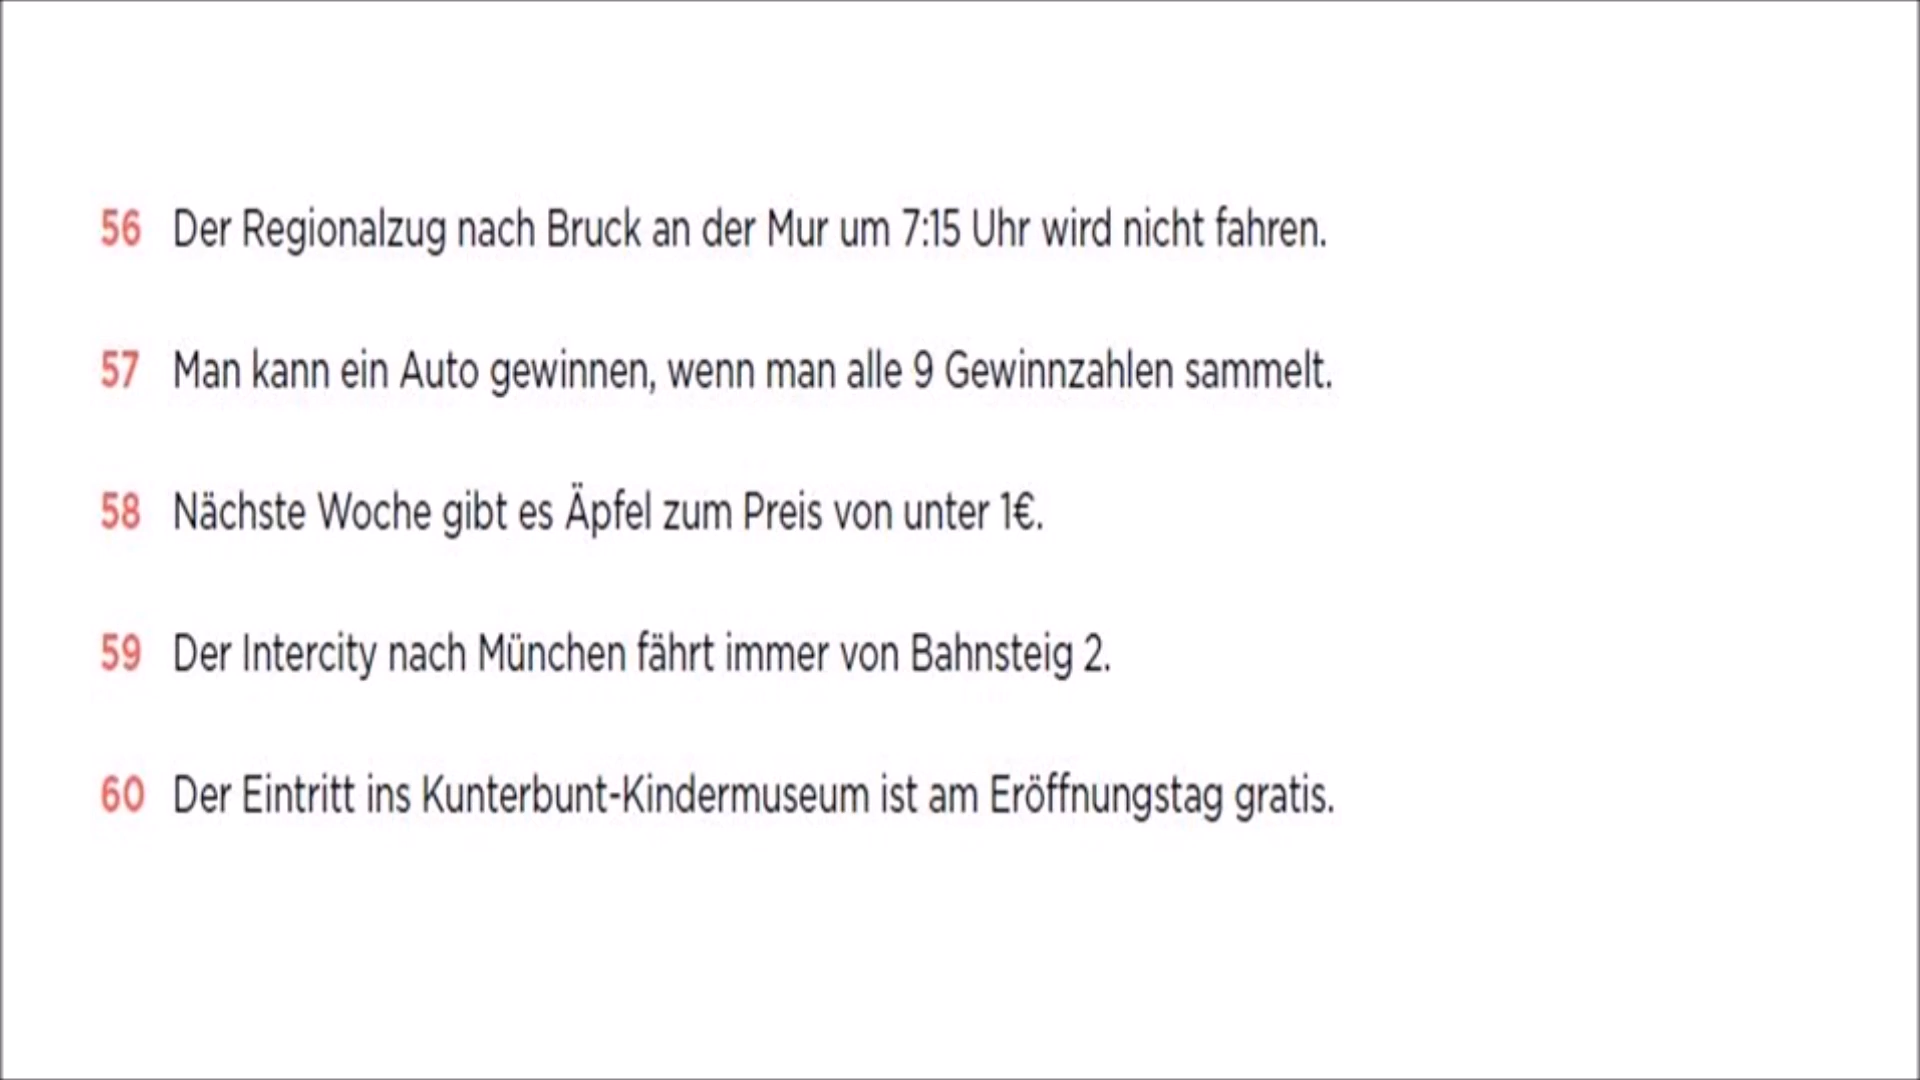 56 Der Regionalzug nach Bruck an der Mur um 7:15 Uhr wird nicht fahren.
57 Man kann ein Auto gewinnen, wenn man alle 9 Gewinnzahlen sammelt.
58 Nächste Woche gibt es Äpfel zum Preis von unter 1€.
59 Der Intercity nach München fährt immer von Bahnsteig 2.
60 Der Eintritt ins Kunterbunt-Kindermuseum ist am Eröffnungstag gratis.